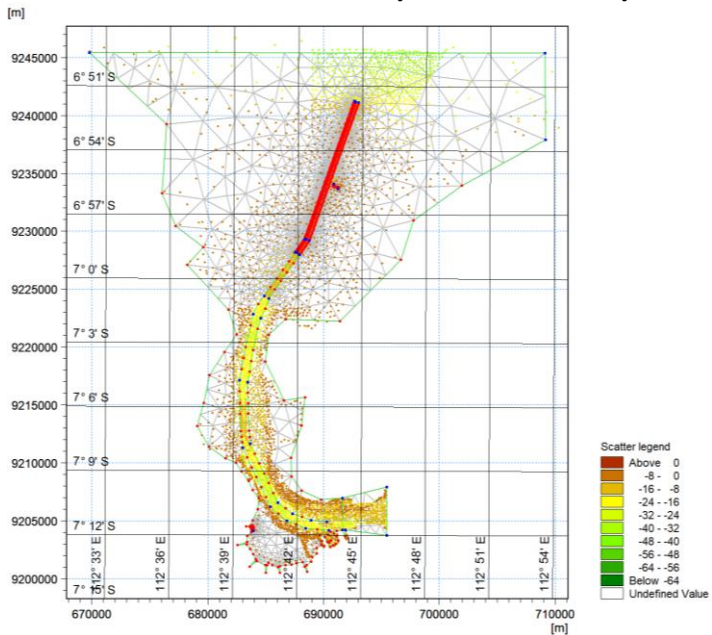 [m]
9245000
9240000
9235000
9230000
9225000
9220000
9215000
9210000
9205000
9200000
6° 51' S
6° 54' S
6° 57' S
7° 0' S
7° 3' S
7° 6' S
7° 9' S
7° 12' S
7° 15' S
112° 33' E
112° 36' E
112° 39' E
112° 42' E
112° 45' E
112° 48' E
112° 51' E
112° 54' E
670000
680000
690000
700000
710000
[m]
Scatter legend
Above 0
-8 - 0
-16 - -8
-24 - -16
-32 - -24
-40 - -32
-48 - -40
-56 - -48
-64 - -56
Below -64
Undefined Value